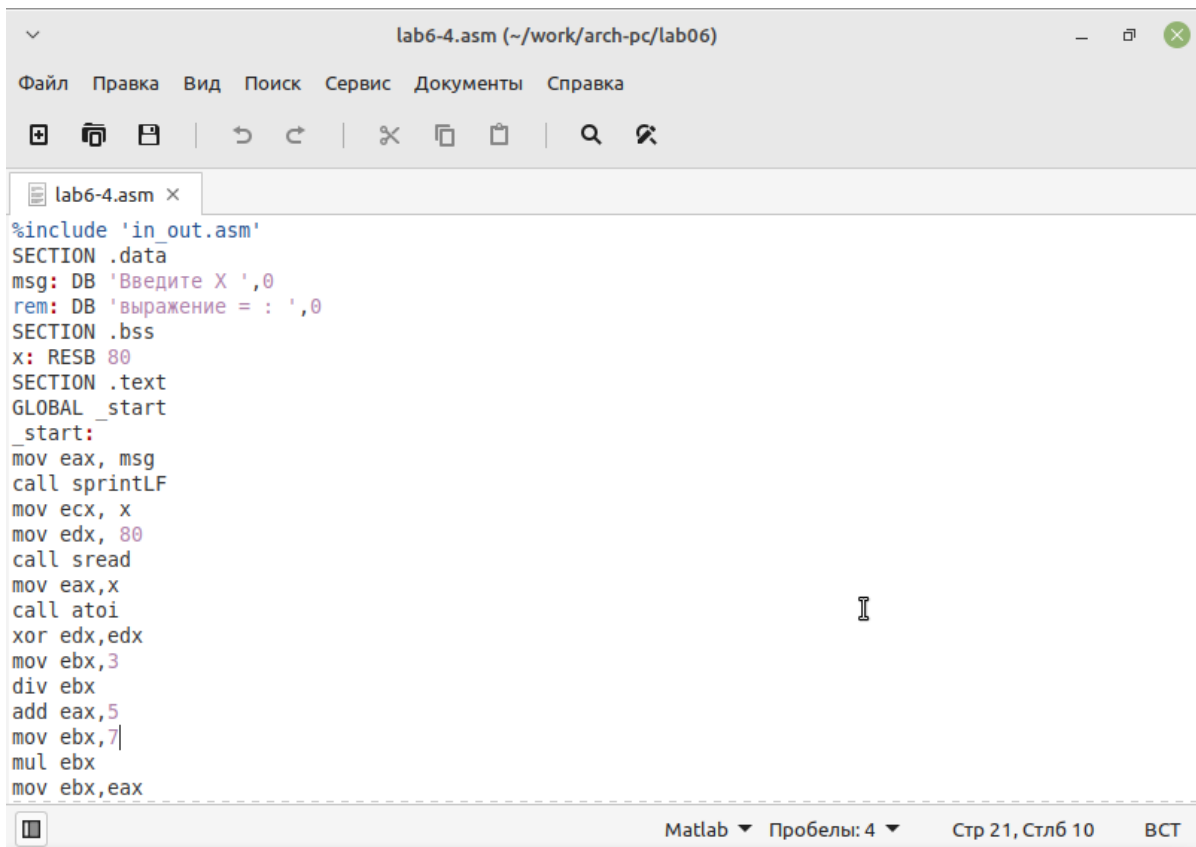 lab6-4.asm (~/work/arch-pc/lab06)
Файл Правка Вид Поиск Сервис Документы Справка
lab6-4.asm
%include 'in_out.asm'
SECTION .data
msg: DB 'Введите X ',0
rem: DB 'выражение = : ',0
SECTION .bss
x: RESB 80
SECTION .text
GLOBAL _start
_start:
mov eax, msg
call sprintLF
mov ecx, x
mov edx, 80
call sread
mov eax,x
call atoi
xor edx,edx
mov ebx,3
div ebx
add eax,5
mov ebx,7
mul ebx
mov ebx,eax
Matlab Пробелы: 4 Стр 21, Стлб 10 ВСТ